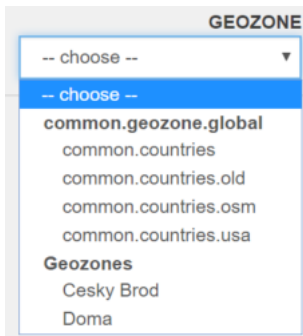 GEOZONE
-- choose --
-- choose --
common.geozone.global
common.countries
common.countries.old
common.countries.osm
common.countries.usa
Geozones
Cesky Brod
Doma